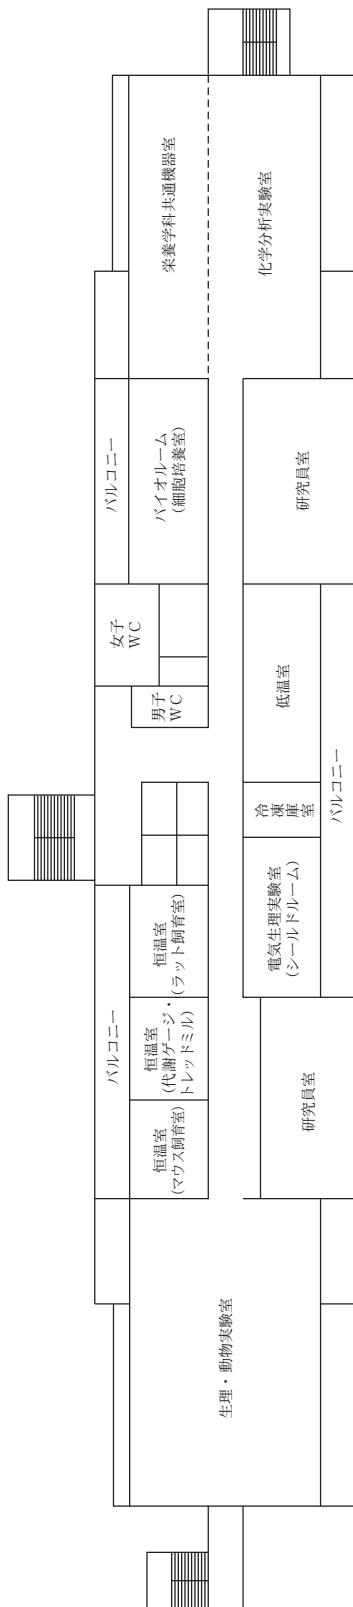 生理・動物実験室
バルコニー
恒温室
(マウス飼育室)
恒温室
(代謝ゲージ・
トレッドミル)
恒温室
(ラット飼育室)
研究員室
電気生理実験室
(シールドルーム)
冷凍庫室
低温室
バルコニー
男子
WC
女子
WC
バルコニー
バイオルーム
(細胞培養室)
研究員室
栄養学科共通機器室
化学分析実験室